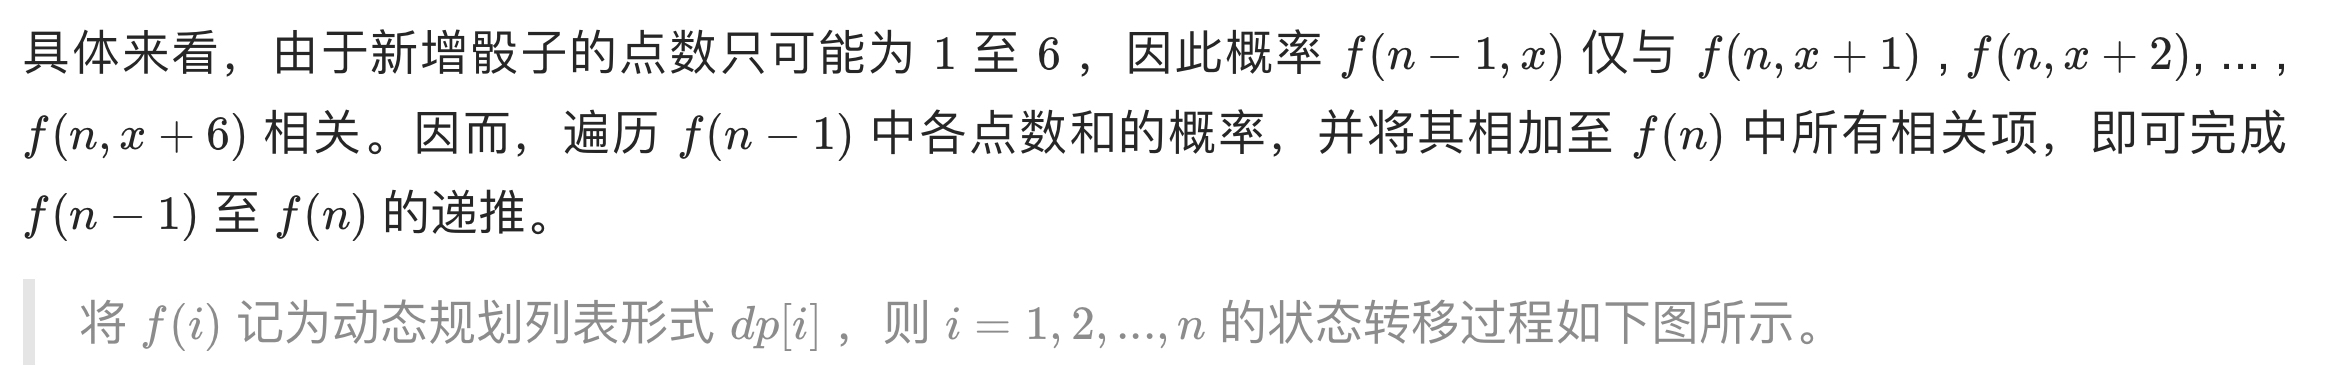 具体来看，由于新增骰子的点数只可能为 1 至 6 ，因此概率 f(n − 1, x) 仅与 f(n, x + 1) , f(n, x + 2), ... ,
f(n, x + 6) 相关。因而，遍历 f(n − 1) 中各点数和的概率，并将其相加至 f(n) 中所有相关项，即可完成
f(n − 1) 至 f(n) 的递推。
将 f(i) 记为动态规划列表形式 dp[i] ，则 i = 1, 2, ..., n 的状态转移过程如下图所示。